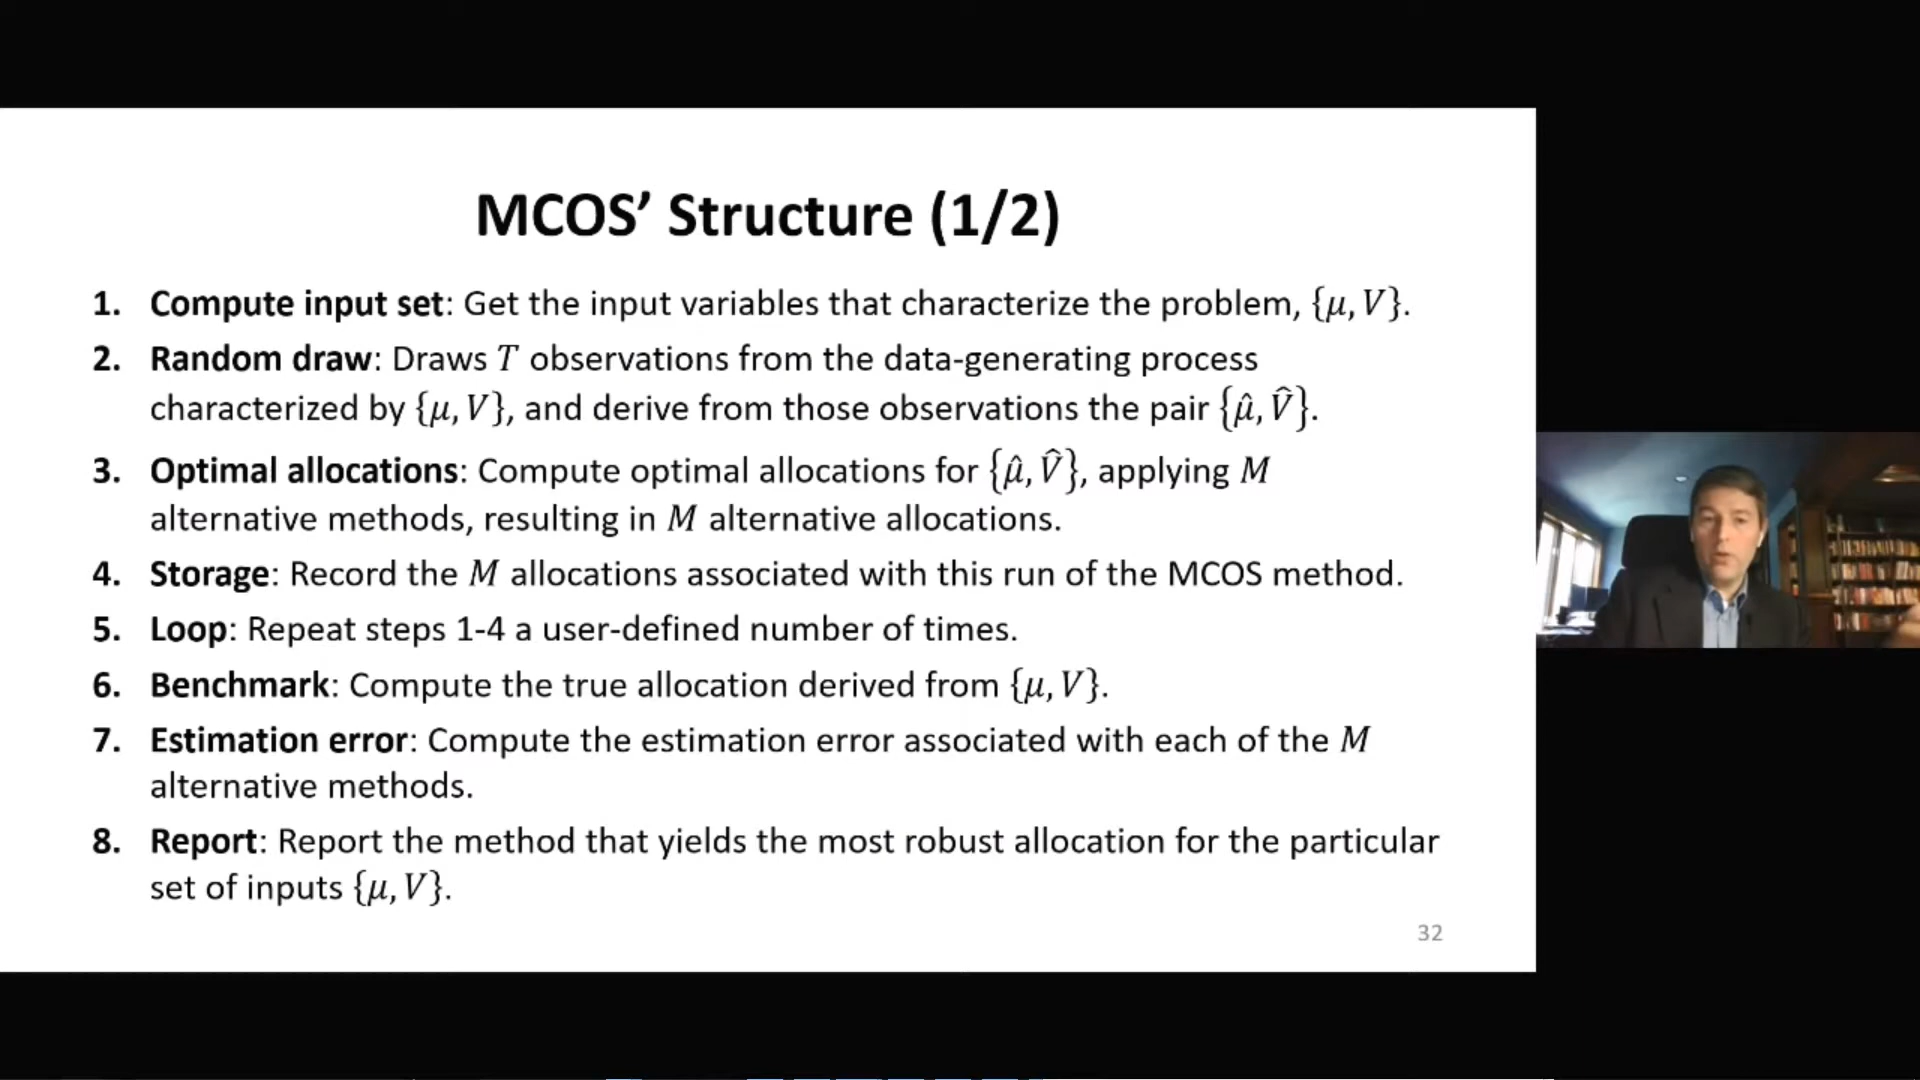 MCOS’ Structure (1/2)
1. Compute input set: Get the input variables that characterize the problem, {μ, V}.
2. Random draw: Draws T observations from the data-generating process
characterized by {μ, V}, and derive from those observations the pair {μ̂, V̂}.
3. Optimal allocations: Compute optimal allocations for {μ̂, V̂}, applying M
alternative methods, resulting in M alternative allocations.
4. Storage: Record the M allocations associated with this run of the MCOS method.
5. Loop: Repeat steps 1-4 a user-defined number of times.
6. Benchmark: Compute the true allocation derived from {μ, V}.
7. Estimation error: Compute the estimation error associated with each of the M
alternative methods.
8. Report: Report the method that yields the most robust allocation for the particular
set of inputs {μ, V}.
32